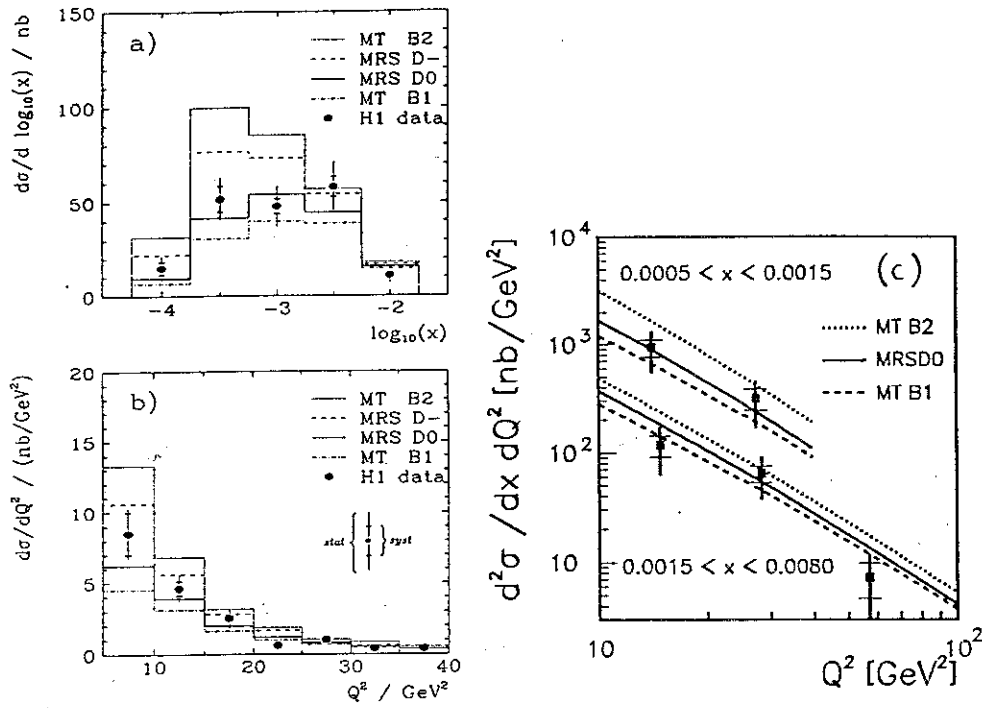 150
100
50
0
dσ/d log₁₀(x) / nb
a)
MT B2
MRS D-
MRS D0
MT B1
H1 data
-4
-3
-2
log₁₀(x)
20
15
10
5
0
dσ/dQ² / (nb/GeV²)
b)
MT B2
MRS D-
MRS D0
MT B1
H1 data
stat
syst
10
20
30
40
Q² / GeV²
10⁴
10³
10²
10
d²σ/dx dQ² [nb/GeV²]
0.0005 < x < 0.0015
(c)
MT B2
MRSD0
MT B1
0.0015 < x < 0.0080
10
10²
Q² [GeV²]